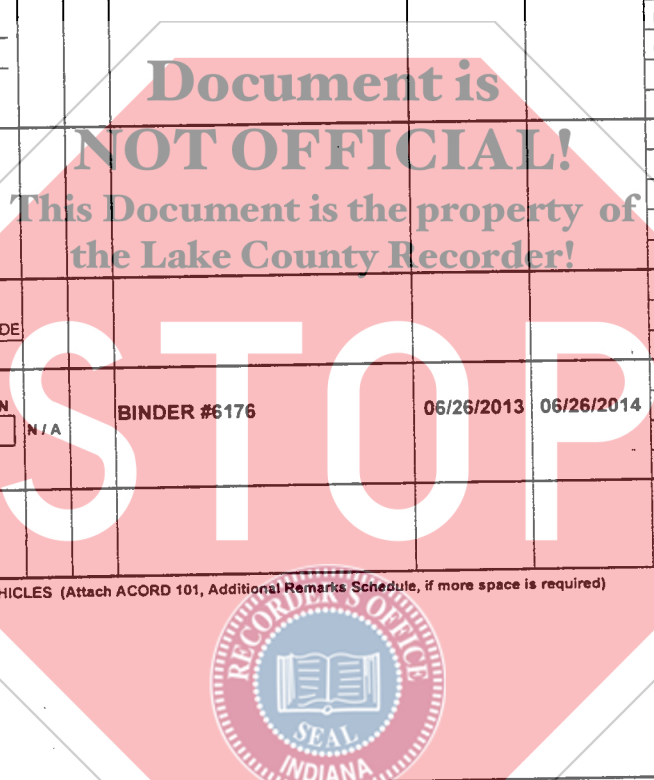 Document is
NOT OFFICIAL!
This Document is the property of
the Lake County Recorder!
DE
STOP
N
N / A
BINDER #6176
06/26/2013 06/26/2014
HICLES (Attach ACORD 101, Additional Remarks Schedule, if more space is required)
RECORDER'S OFFICE
SEAL
INDIANA